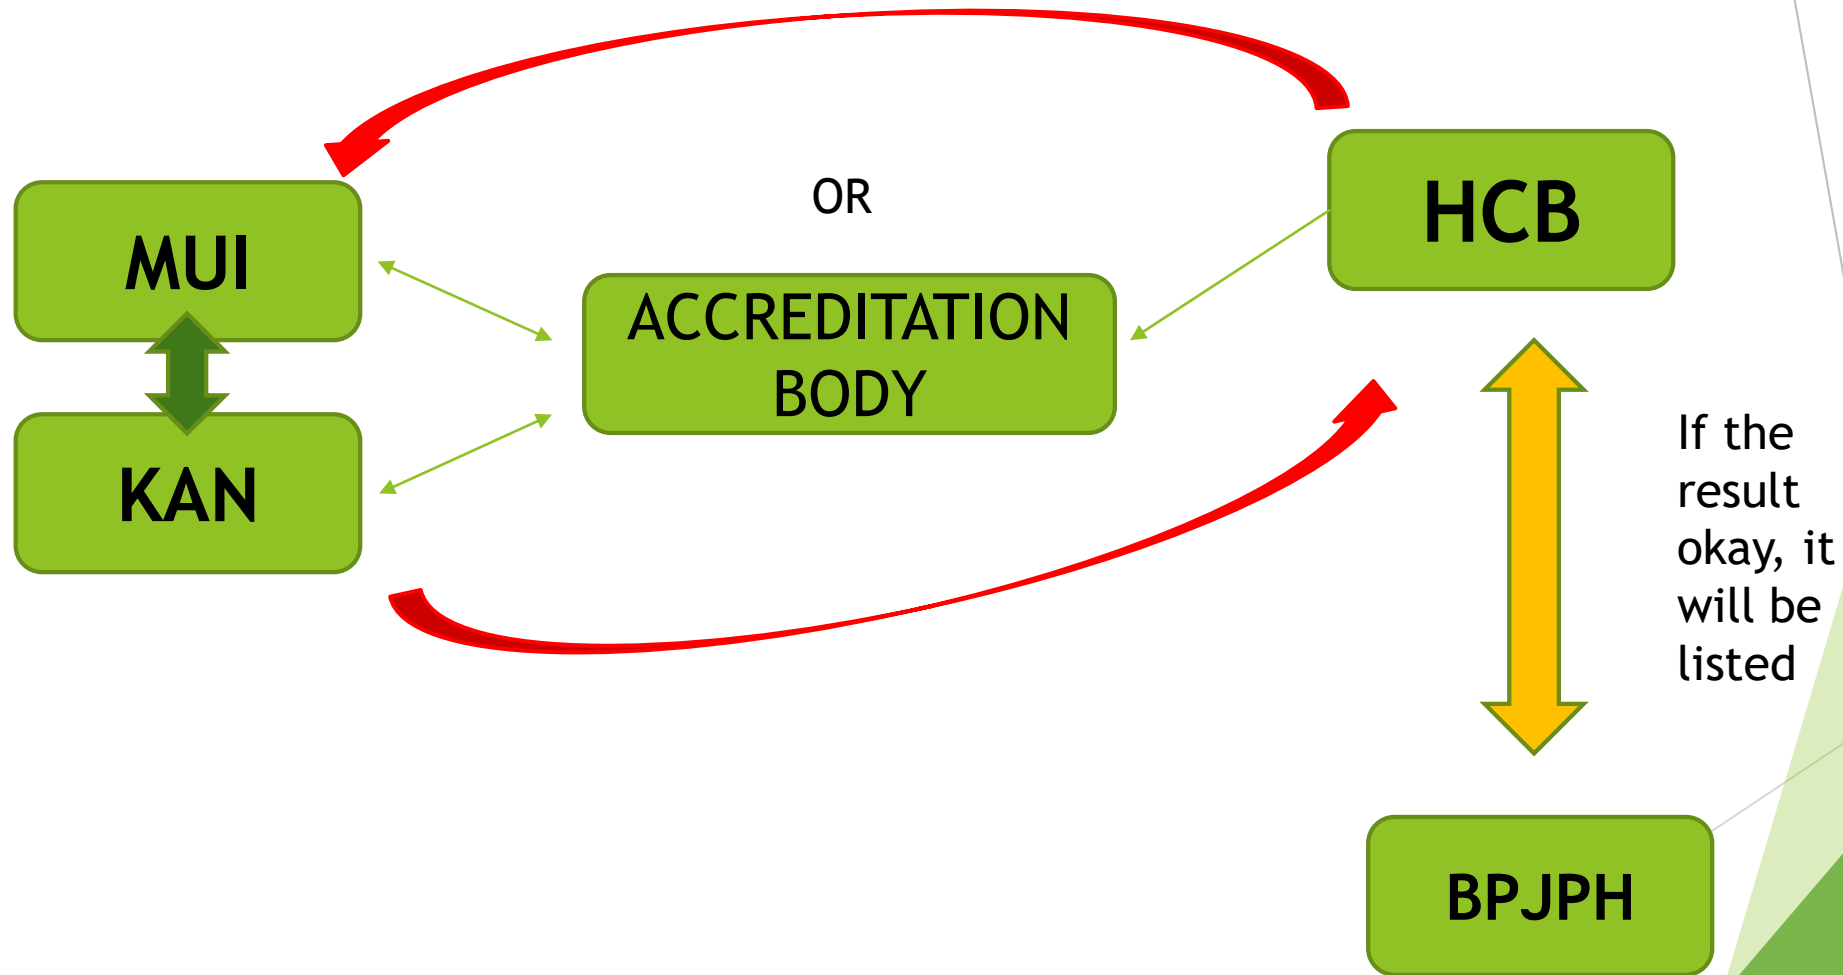 MUI
KAN
OR
ACCREDITATION
BODY
HCB
If the
result
okay, it
will be
listed
BPJPH